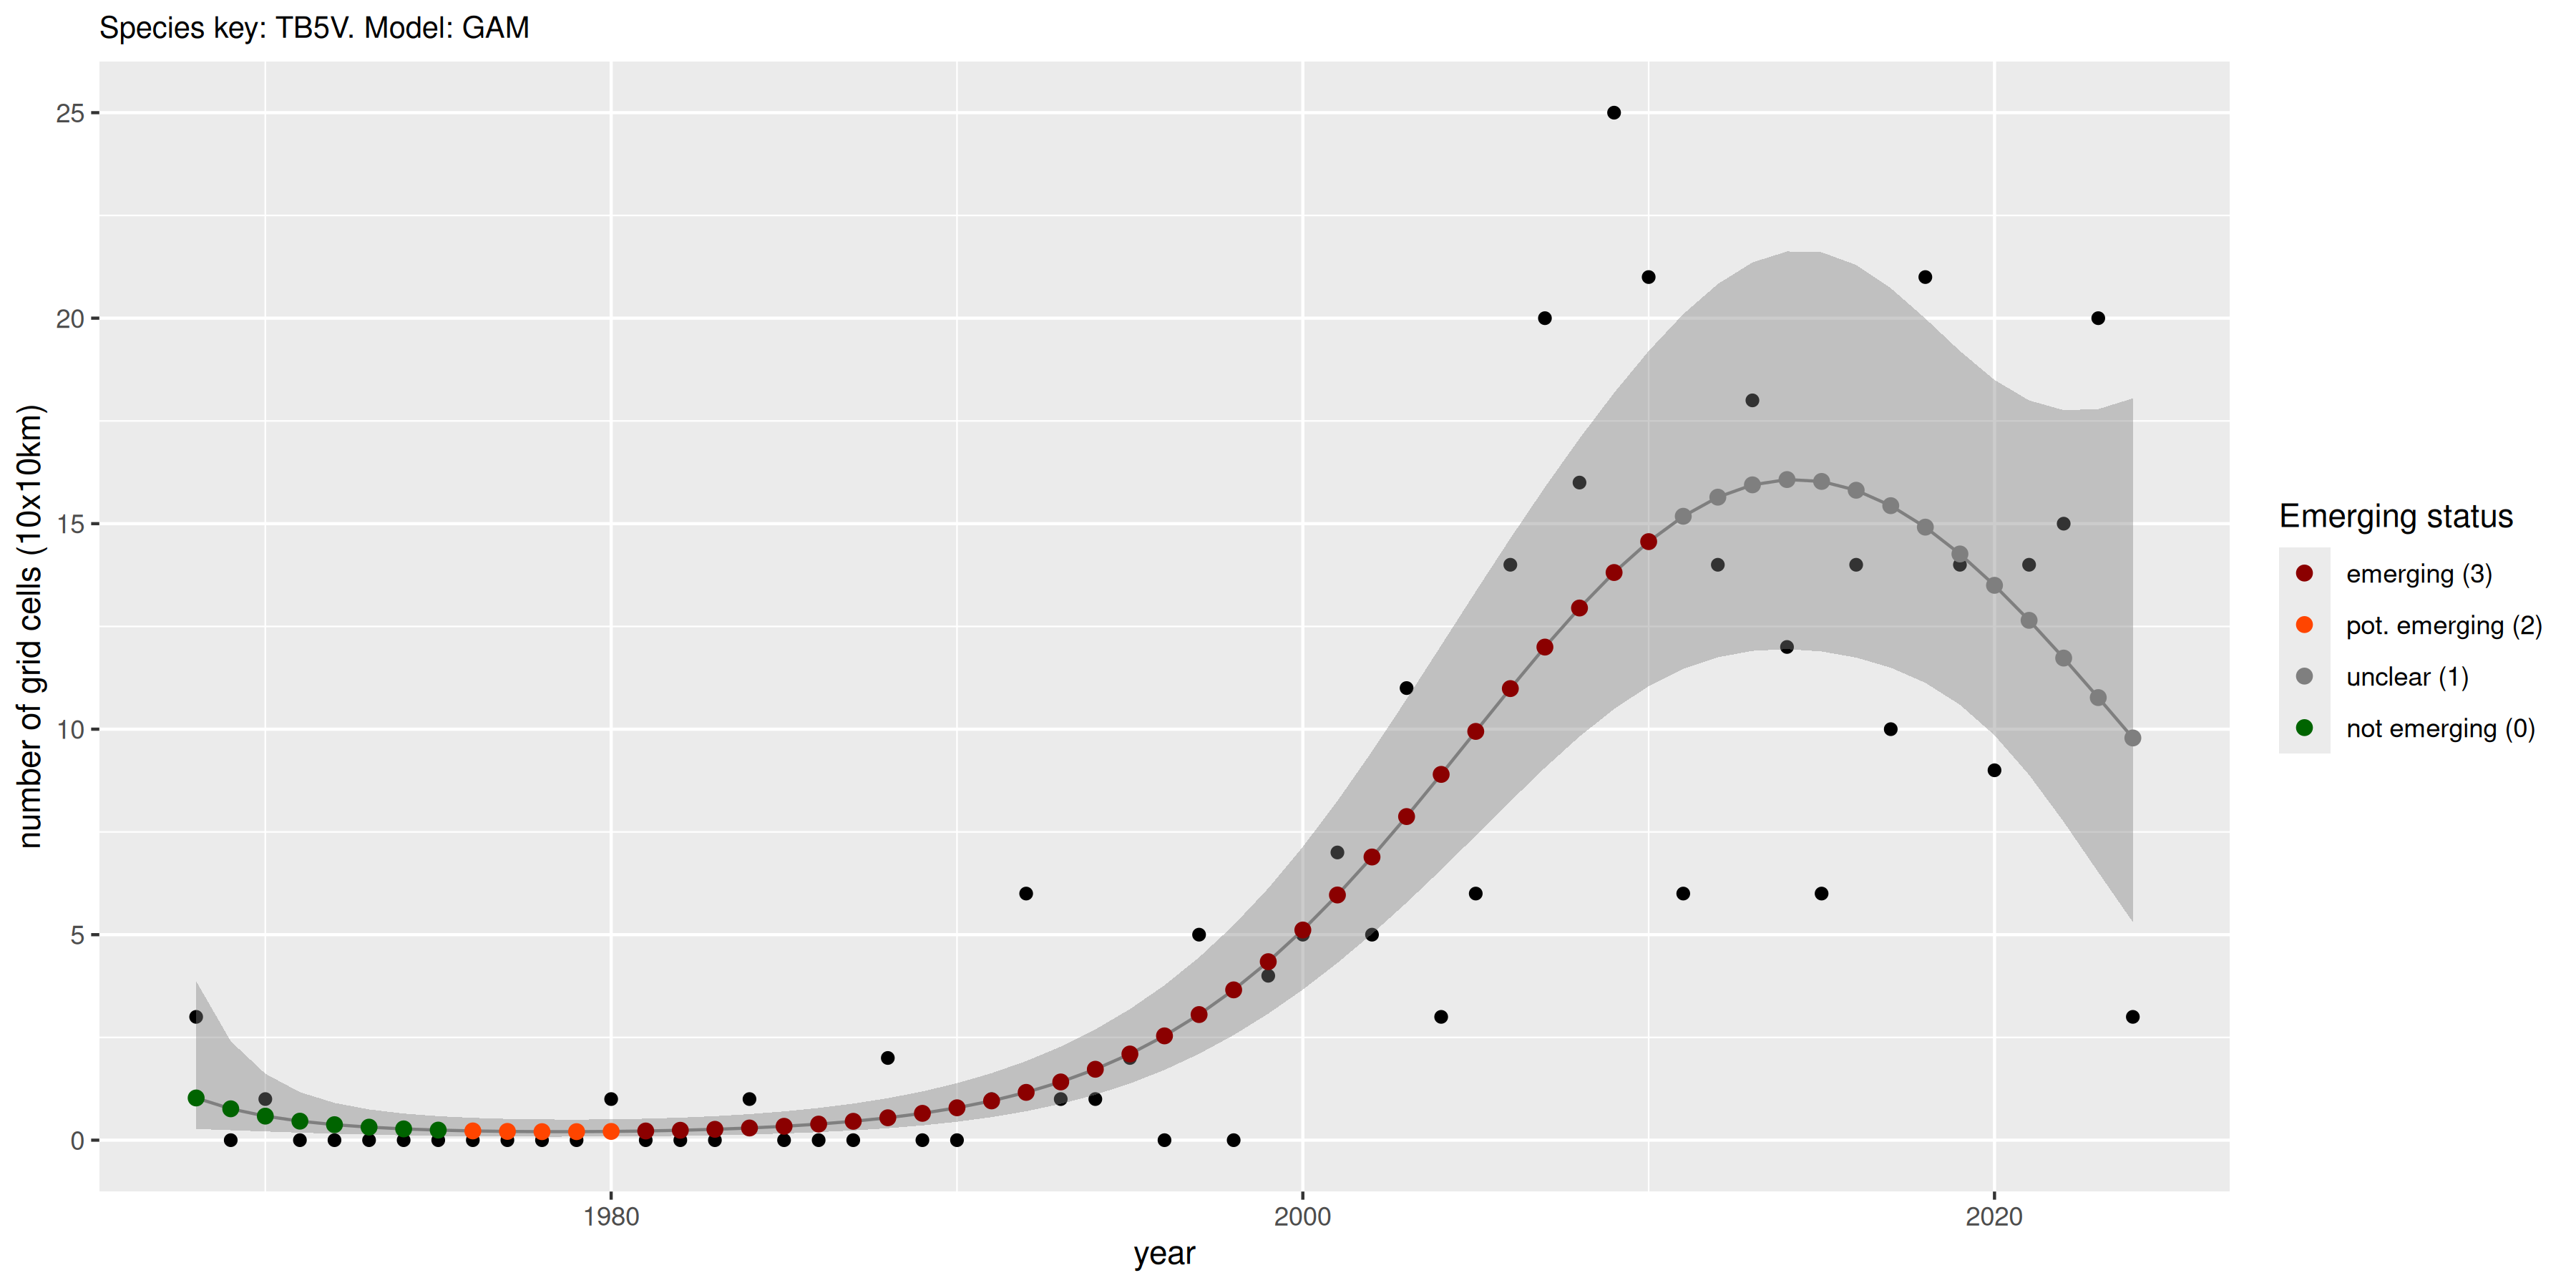 Species key: TB5V. Model: GAM
25
20
15
10
5
0
number of grid cells (10x10km)
1980
2000
2020
year
Emerging status
emerging (3)
pot. emerging (2)
unclear (1)
not emerging (0)